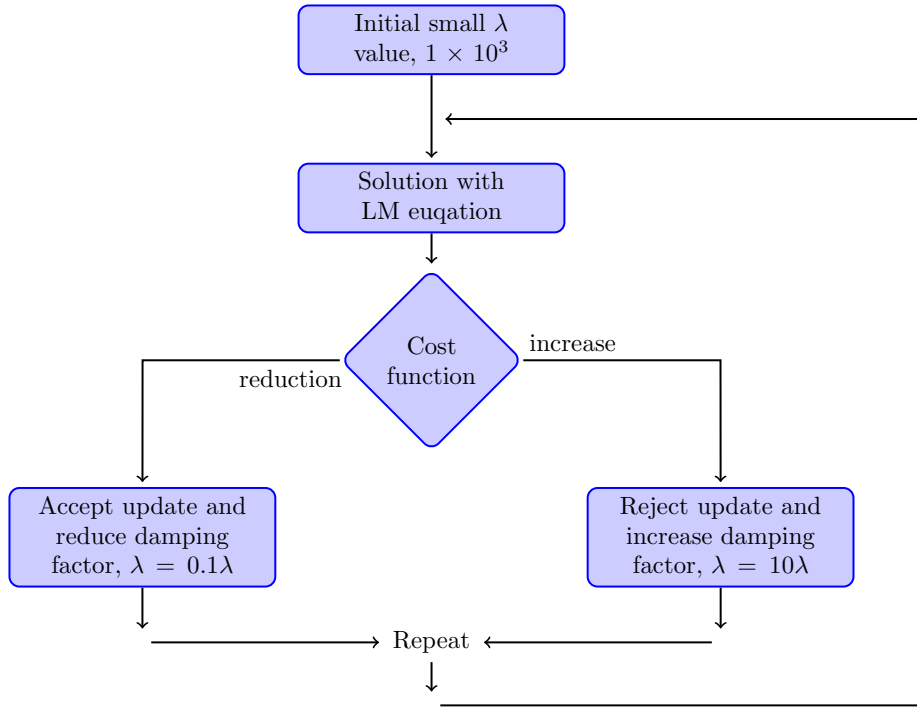 Initial small λ
value, 1 × 10³
Solution with
LM euqation
Cost
function
increase
reduction
Accept update and
reduce damping
factor, λ = 0.1λ
Reject update and
increase damping
factor, λ = 10λ
Repeat